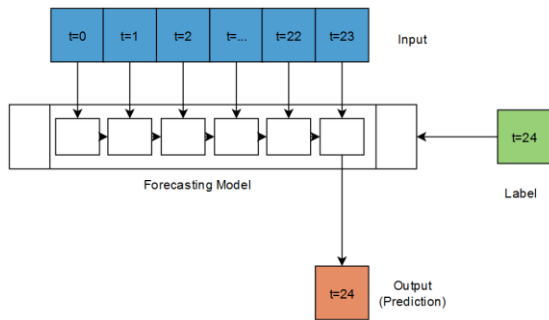 t=0 t=1 t=2 t=... t=22 t=23 Input
t=24
Forecasting Model
Label
t=24
Output
(Prediction)